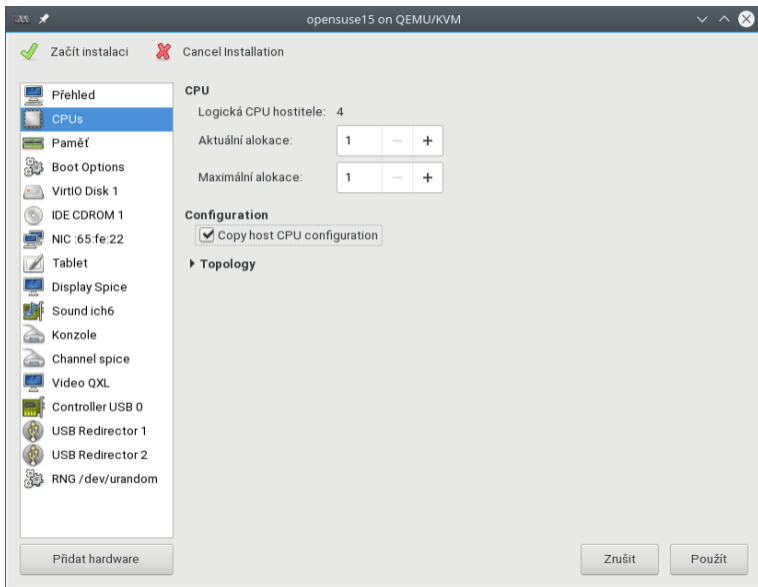 opensuse15 on QEMU/KVM
Začít instalaci
Cancel Installation
Přehled
CPUs
Paměť
Boot Options
VirtIO Disk 1
IDE CDROM 1
NIC :65:fe:22
Tablet
Display Spice
Sound ich6
Konzole
Channel spice
Video QXL
Controller USB 0
USB Redirector 1
USB Redirector 2
RNG /dev/urandom
Přidat hardware
CPU
Logická CPU hostitele: 4
Aktuální alokace: 1 − +
Maximální alokace: 1 − +
Configuration
Copy host CPU configuration
Topology
Zrušit
Použít